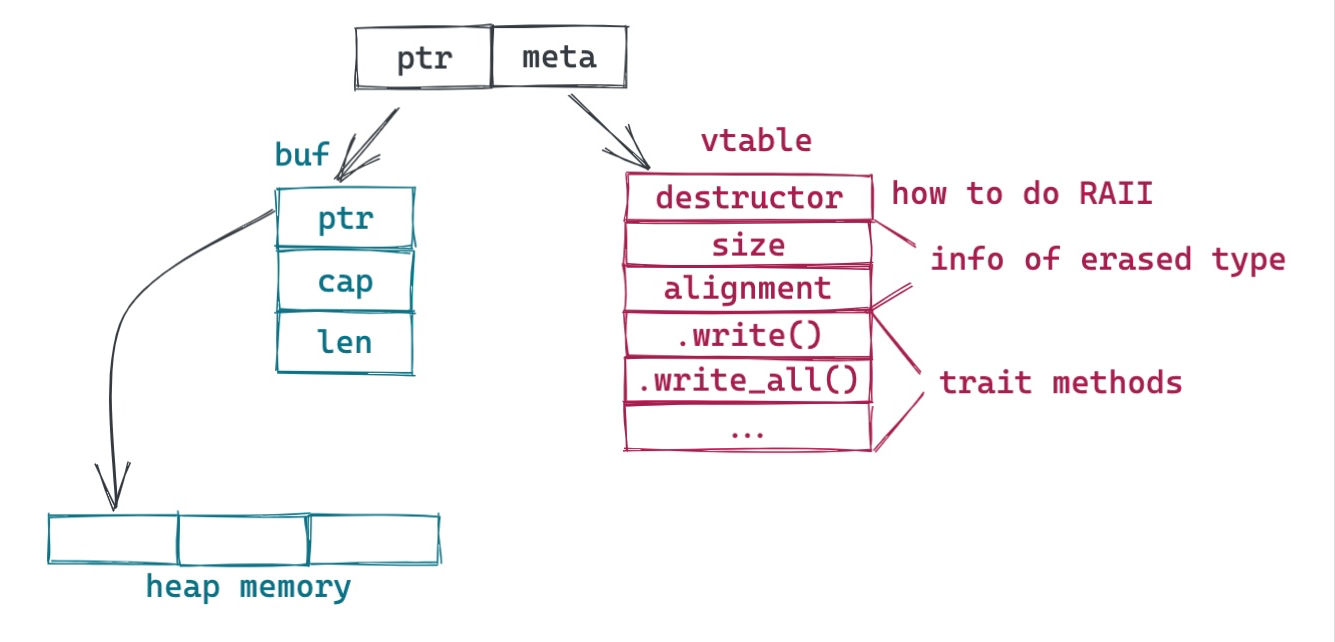 ptr meta
buf
ptr
cap
len
heap memory
vtable
destructor how to do RAII
size
info of erased type
alignment
.write()
.write_all() trait methods
...